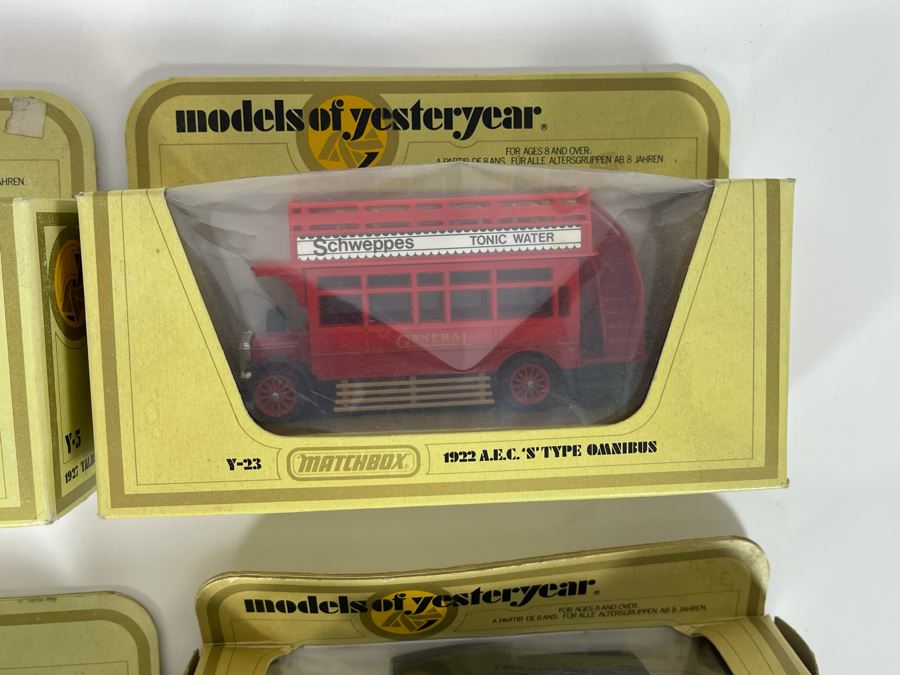 models of yesteryear®
FOR AGES 8 AND OVER.
A PARTIR DE 8 ANS. FÜR ALLE ALTERSGRUPPEN AB 8 JAHREN.
AHREN.
Schweppes TONIC WATER
GENERAL
Y-23 MATCHBOX 1922 A.E.C. 'S' TYPE OMNIBUS
Y-5
1927
models of yesteryear®
FOR AGES 8 AND OVER.
A PARTIR DE 8 ANS. FÜR ALLE ALTERSGRUPPEN AB 8 JAHREN.